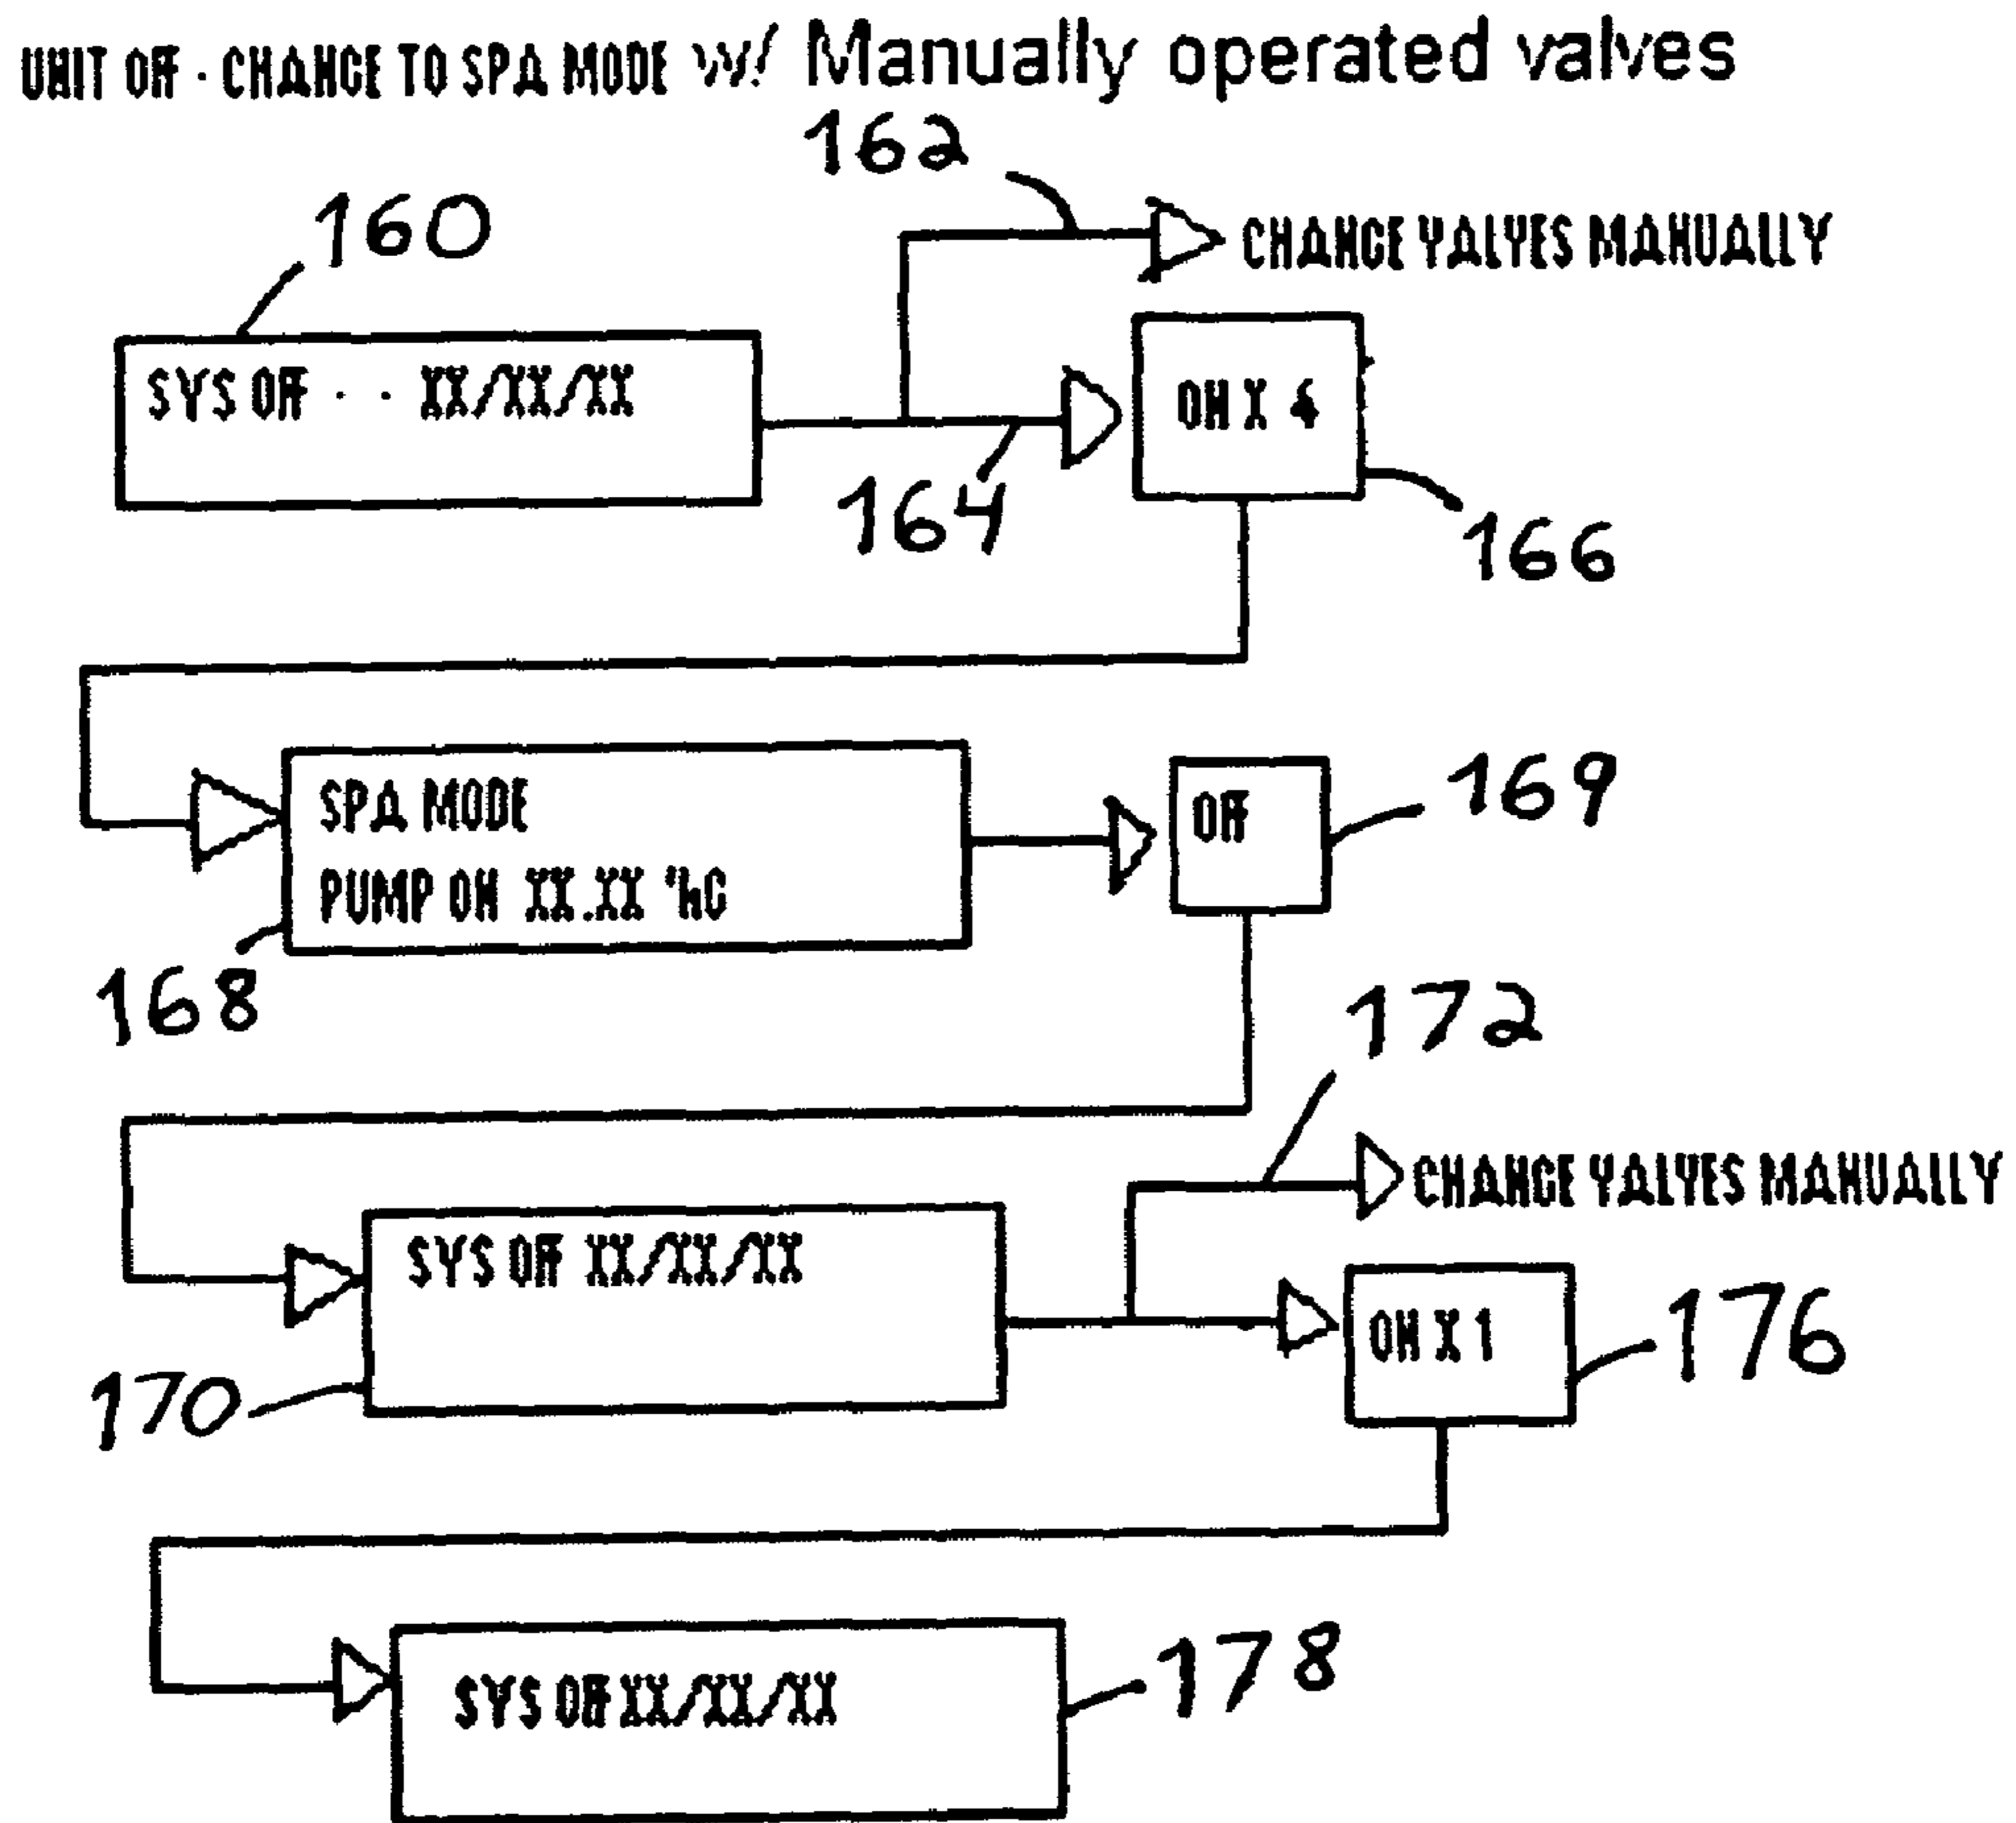 UNIT OFF - CHANGE TO SPA MODE W/ Manually operated valves
162
160
CHANGE VALVES MANUALLY
SYS OFF - - XX/XX/XX
ON X 4
164
166
SPA MODE
OFF
169
PUMP ON XX.XX "HG
168
172
CHANGE VALVES MANUALLY
SYS OFF XX/XX/XX
ON X 1
176
170
SYS OFF XX/XX/XX
178